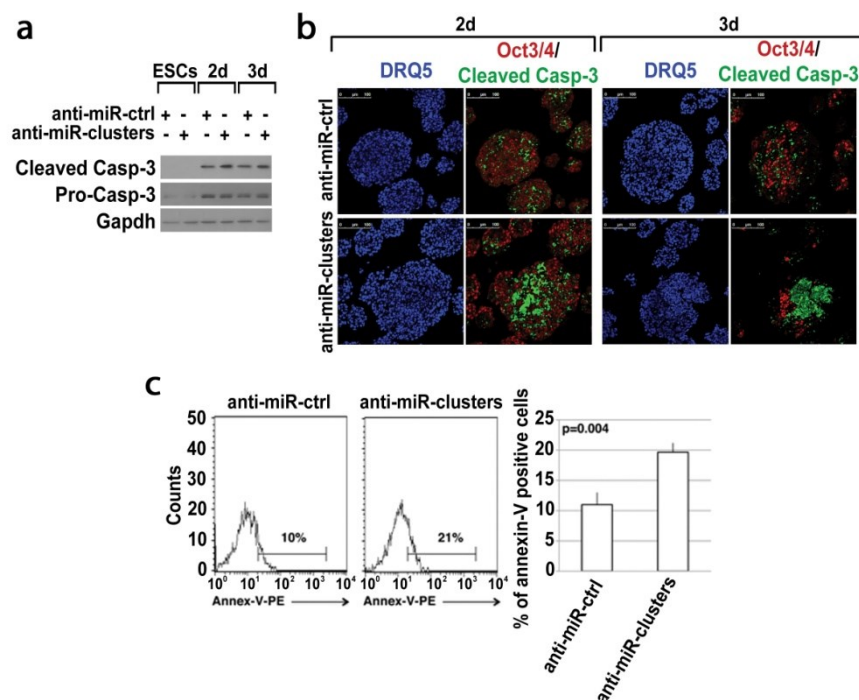 a
ESCs 2d 3d
anti-miR-ctrl + - + - + -
anti-miR-clusters - + - + - +
Cleaved Casp-3
Pro-Casp-3
Gapdh
b
2d 3d
DRQ5 Oct3/4/ Cleaved Casp-3 DRQ5 Oct3/4/ Cleaved Casp-3
anti-miR-ctrl
anti-miR-clusters
c
anti-miR-ctrl anti-miR-clusters
Counts
50
40
30
20
10
0
10%
21%
10⁰ 10¹ 10² 10³ 10⁴
Annex-V-PE
10⁰ 10¹ 10² 10³ 10⁴
Annex-V-PE
% of annexin-V positive cells
25
20
15
10
5
0
p=0.004
anti-miR-ctrl
anti-miR-clusters